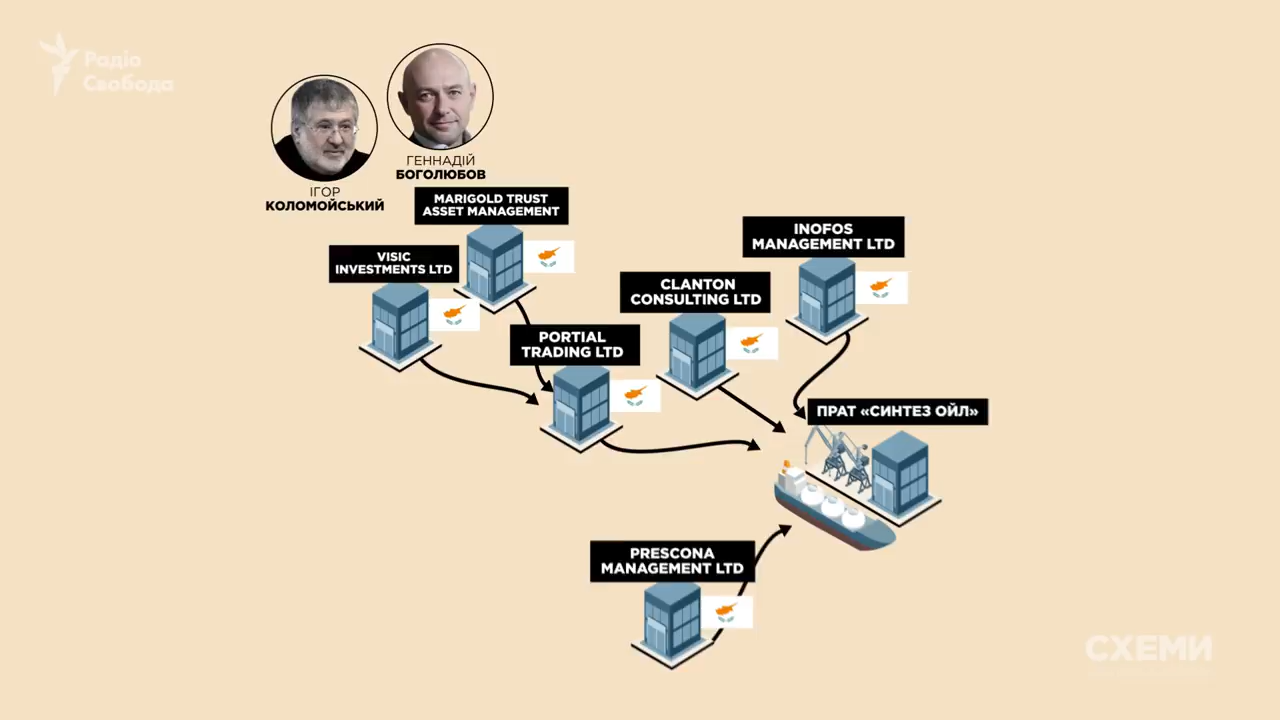 Радіо
Свобода
ГЕННАДІЙ
БОГОЛЮБОВ
ІГОР
КОЛОМОЙСЬКИЙ
MARIGOLD TRUST
ASSET MANAGEMENT
VISIC
INVESTMENTS LTD
INOFOS
MANAGEMENT LTD
CLANTON
CONSULTING LTD
PORTIAL
TRADING LTD
ПРАТ «СИНТЕЗ ОЙЛ»
PRESCONA
MANAGEMENT LTD
СХЕМИ